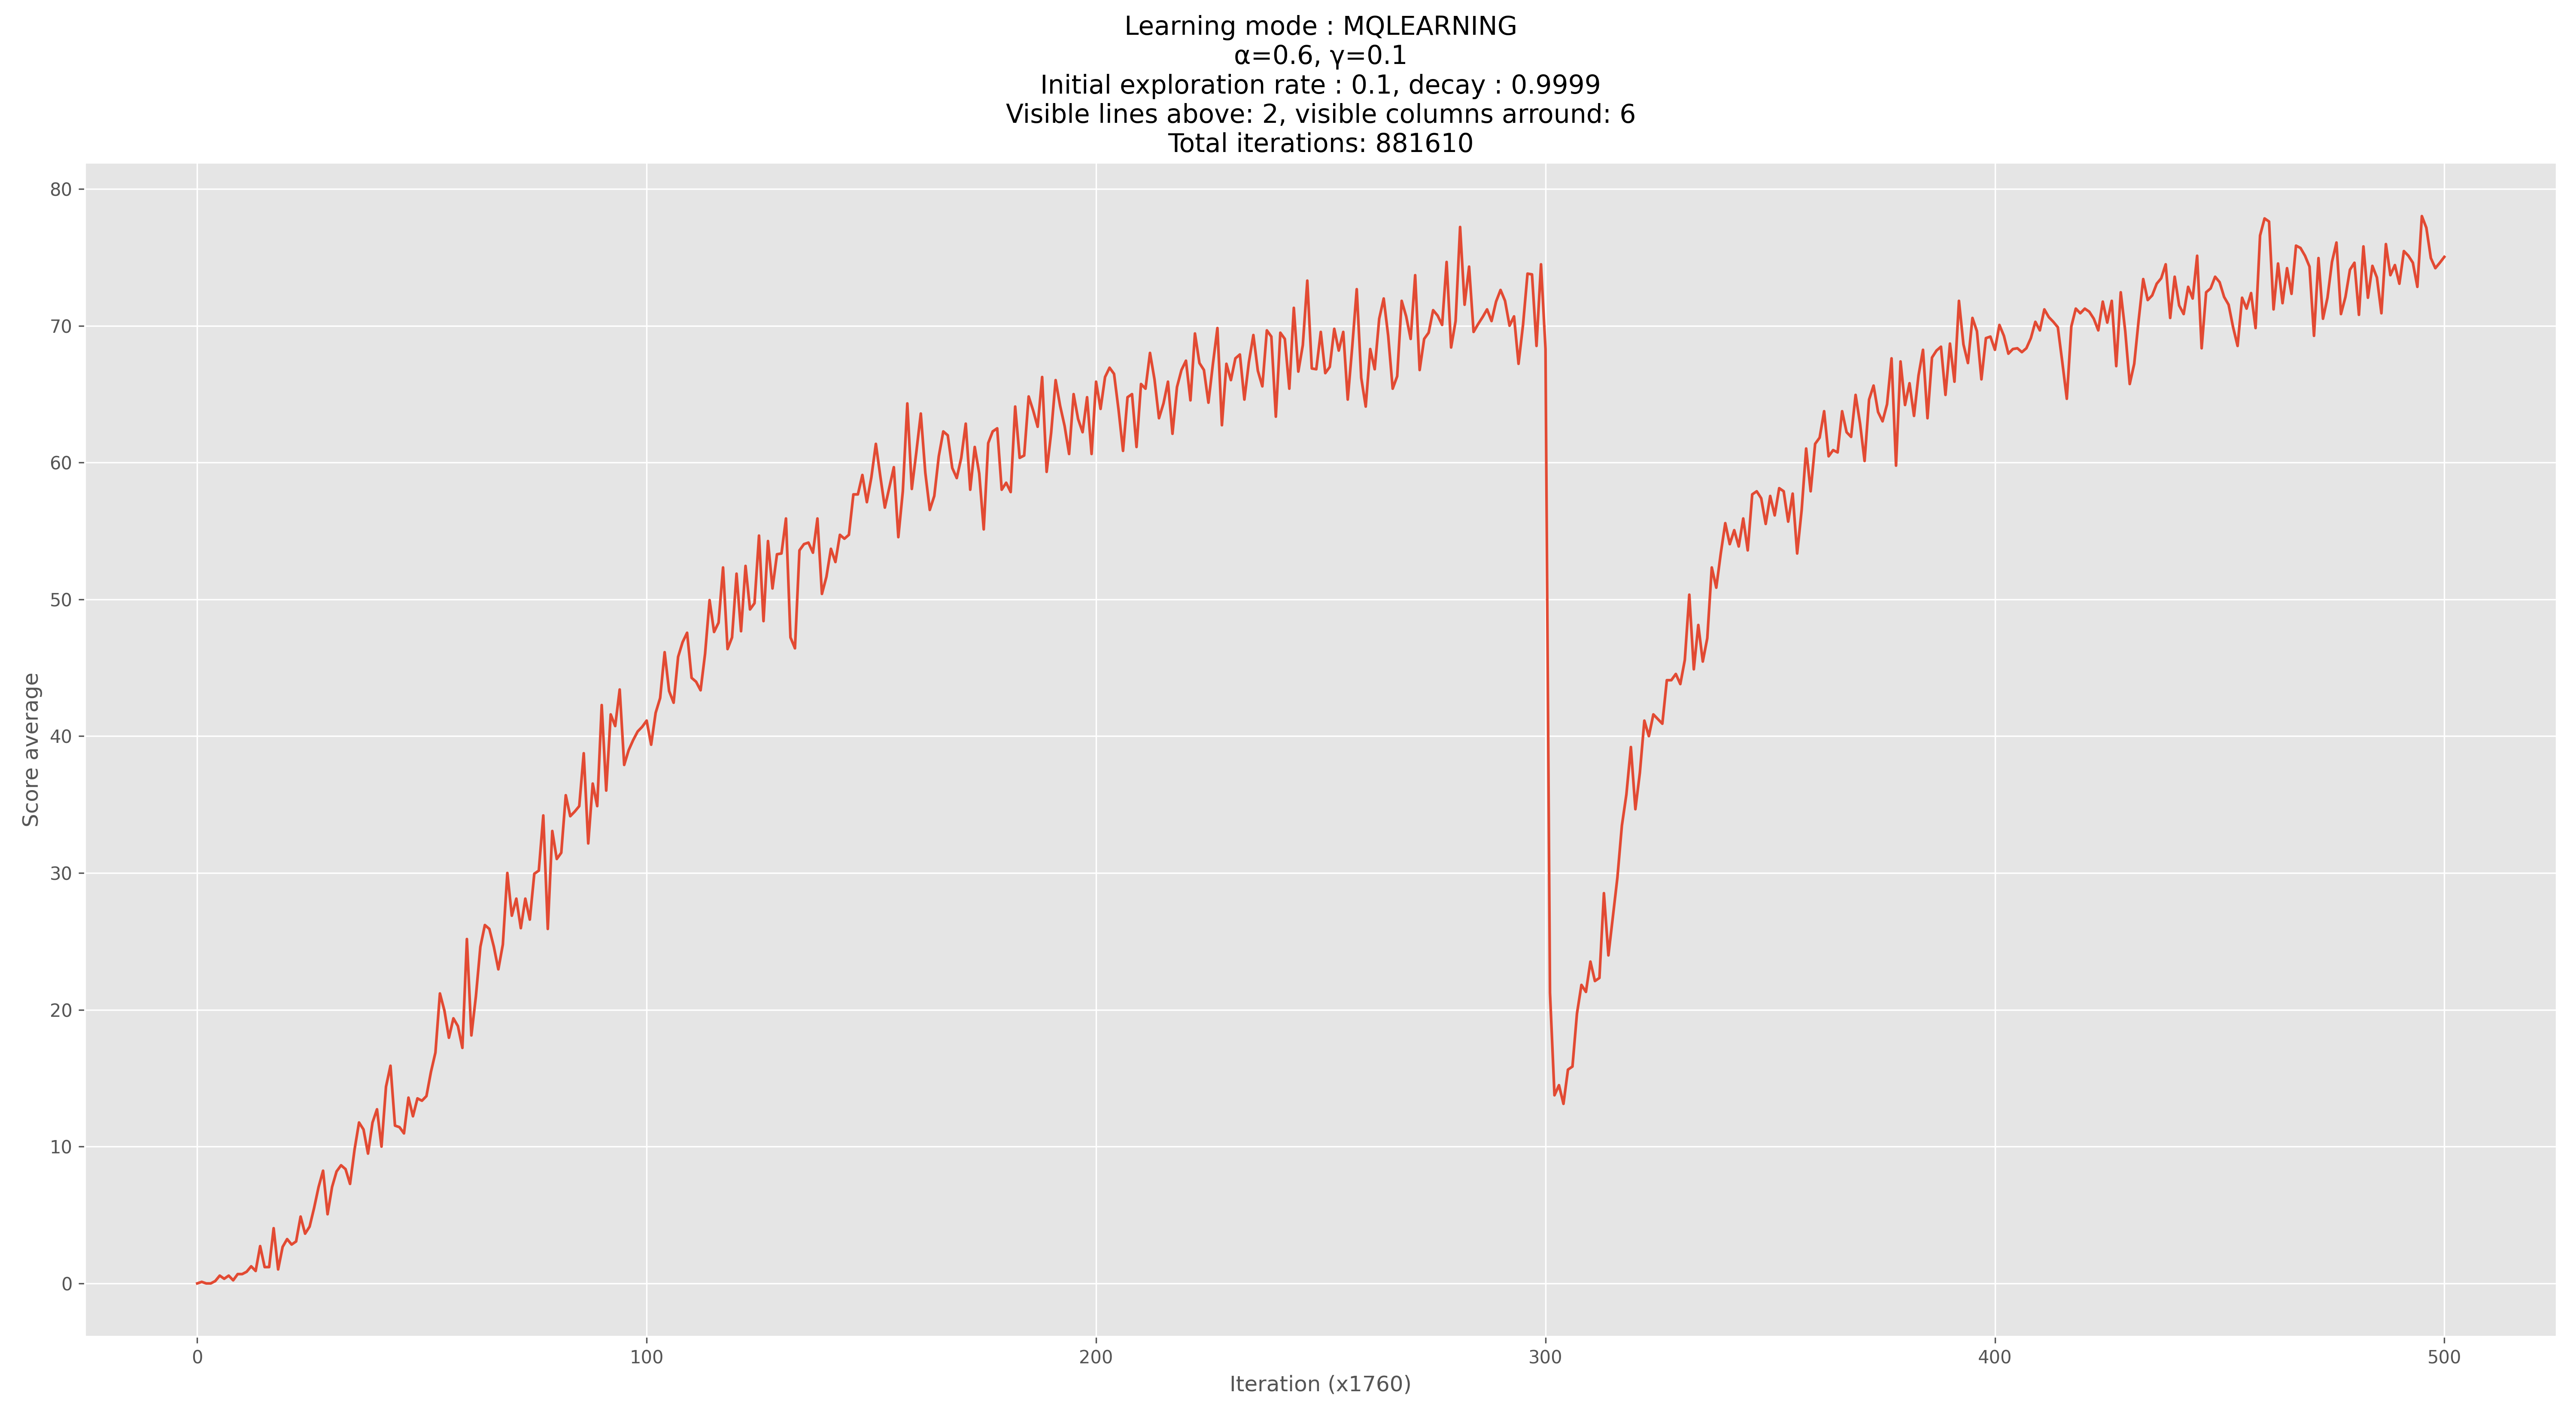 Learning mode : MQLEARNING
α=0.6, γ=0.1
Initial exploration rate : 0.1, decay : 0.9999
Visible lines above: 2, visible columns arround: 6
Total iterations: 881610
80
70
60
50
40
30
20
10
0
Score average
0 100 200 300 400 500
Iteration (x1760)